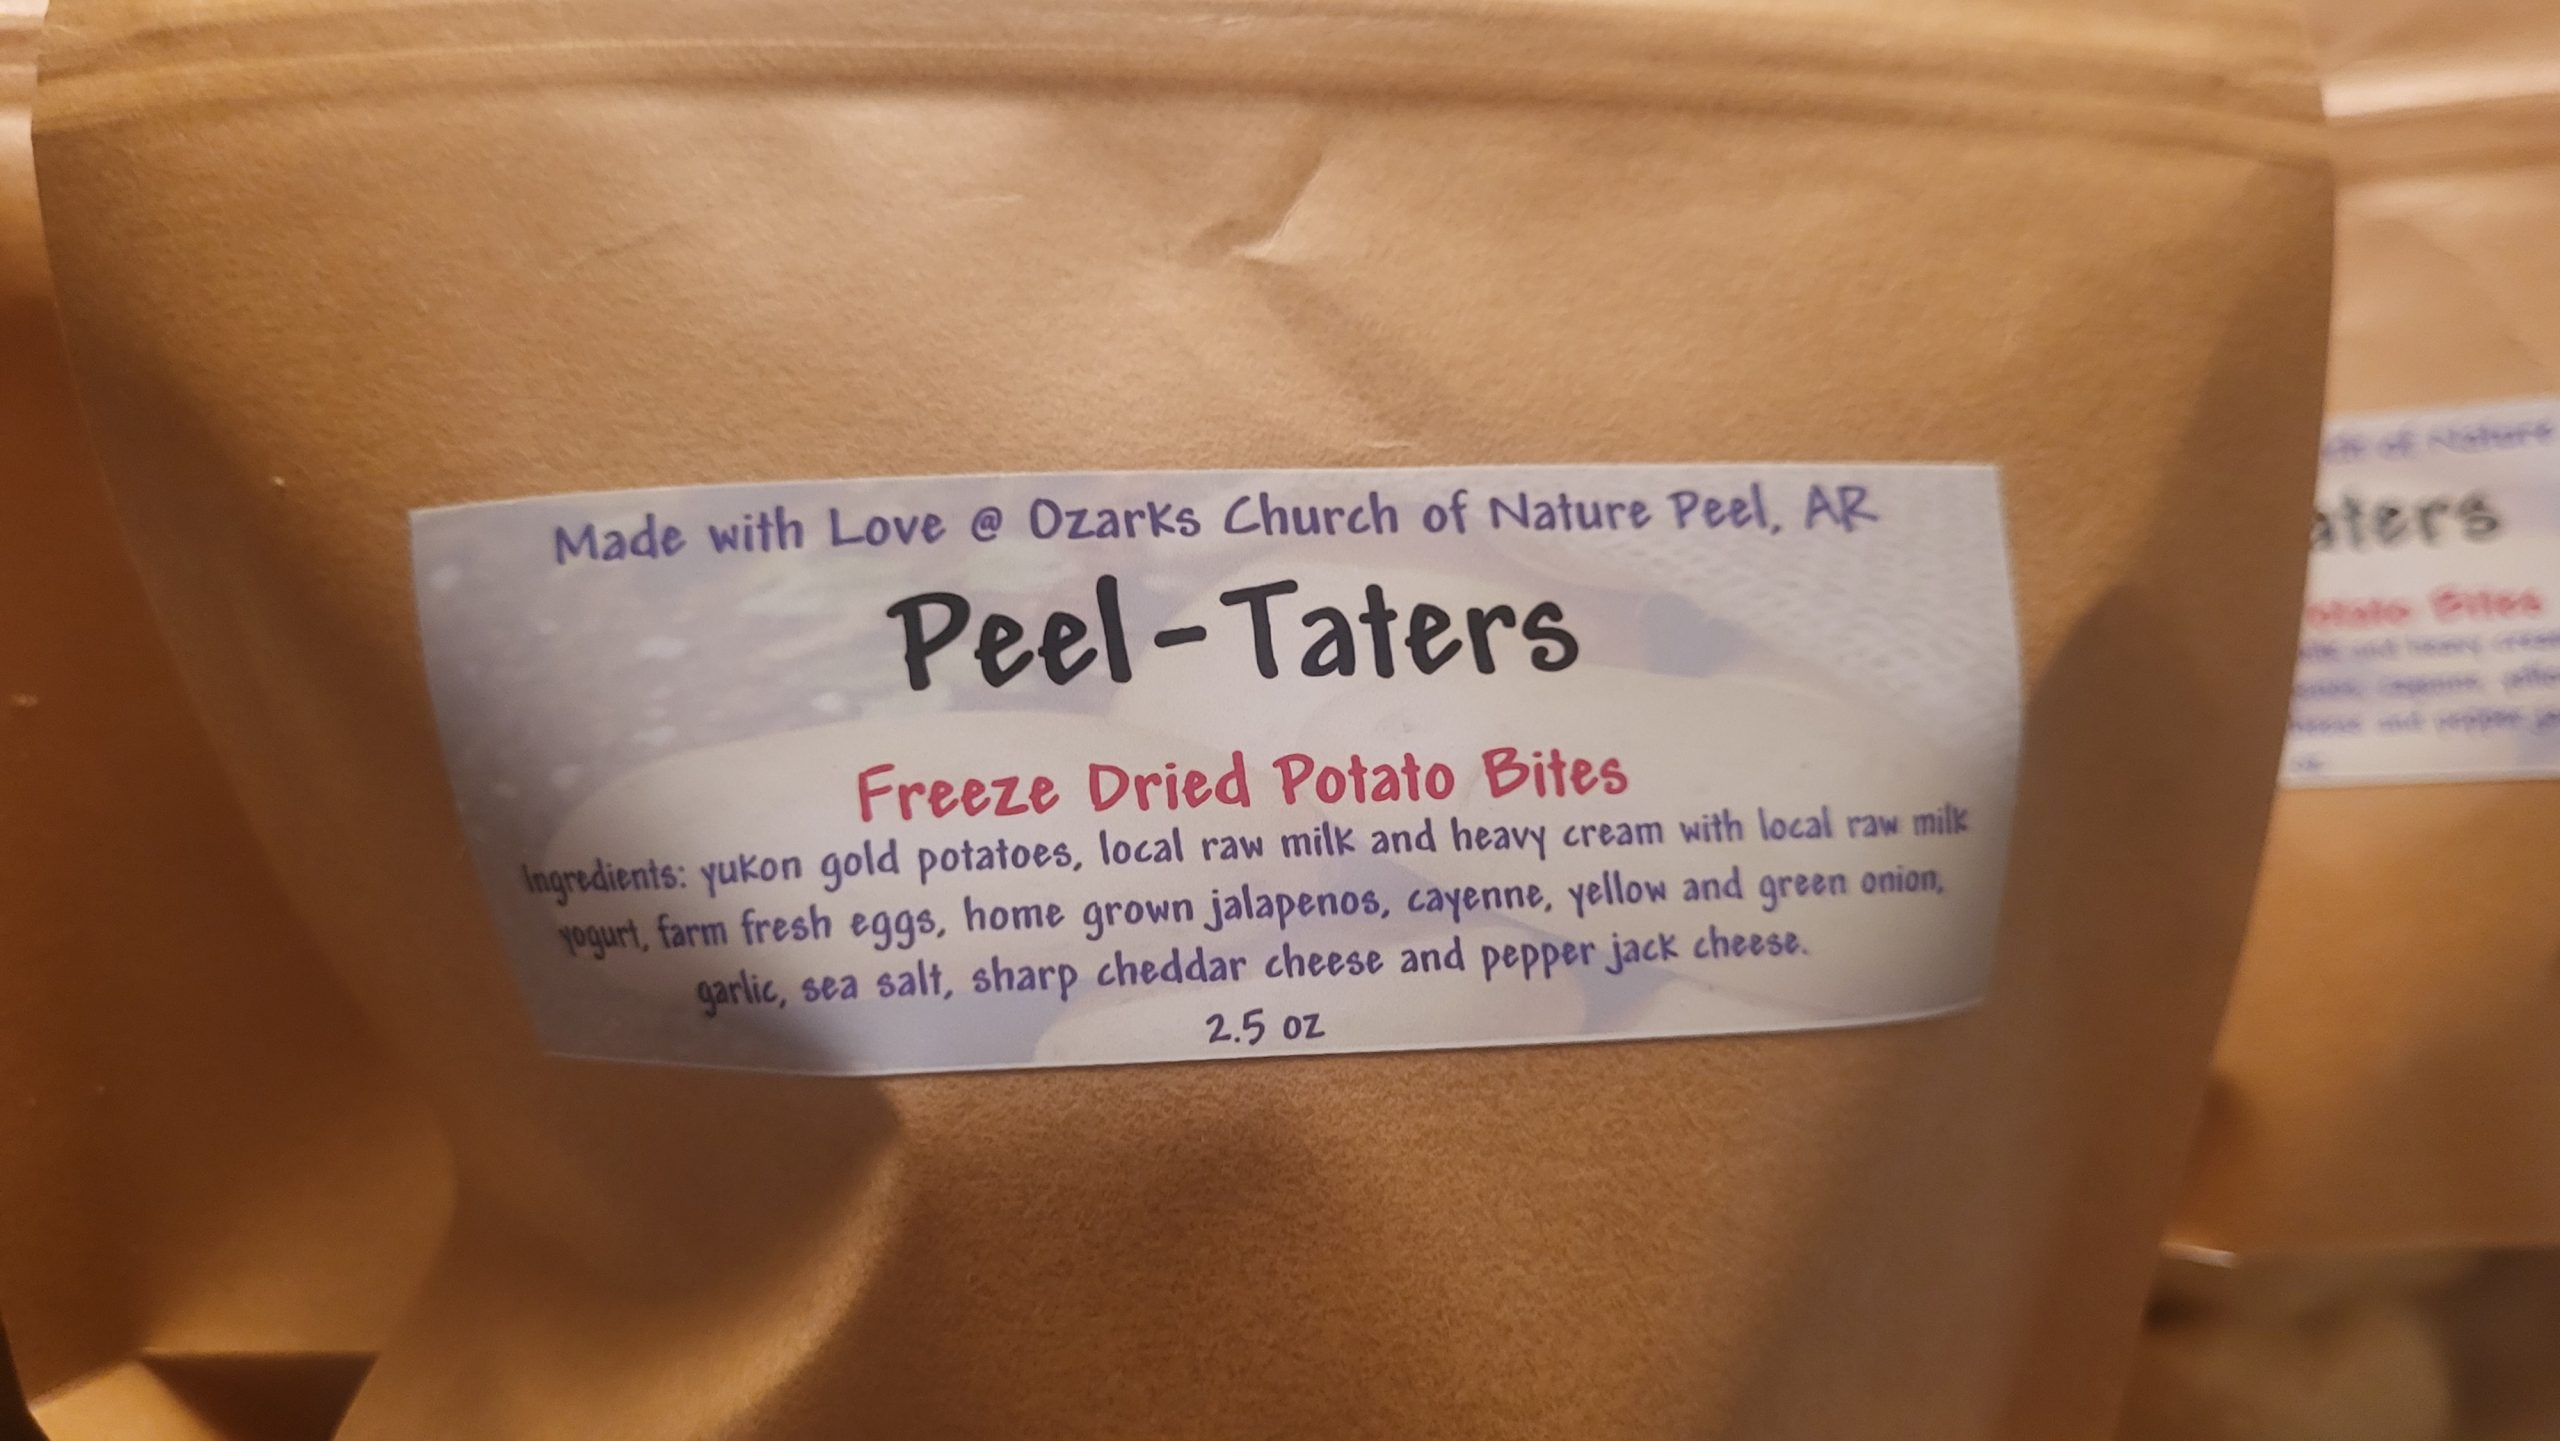 Made with Love @ Ozarks Church of Nature Peel, AR
Peel-Taters
Freeze Dried Potato Bites
Ingredients: yukon gold potatoes, local raw milk and heavy cream with local raw milk
yogurt, farm fresh eggs, home grown jalapenos, cayenne, yellow and green onion,
garlic, sea salt, sharp cheddar cheese and pepper jack cheese.
2.5 oz
of Nature
aters
Bites